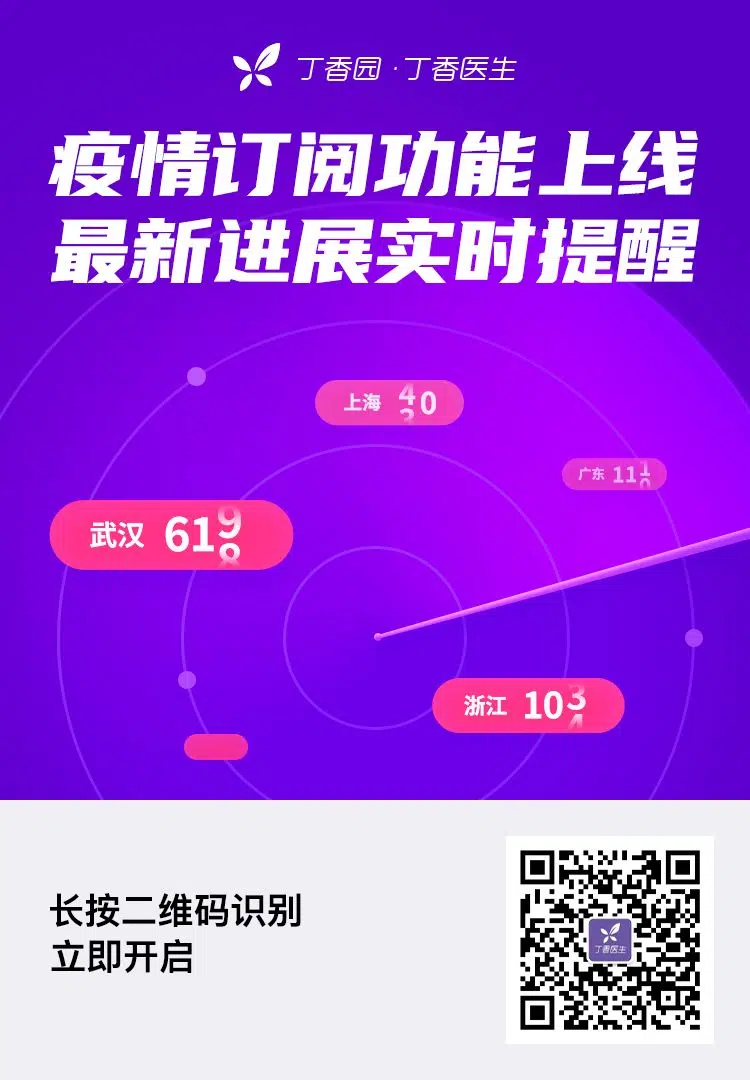 丁香园·丁香医生
疫情订阅功能上线
最新进展实时提醒
上海 40
广东 111
武汉 619
浙江 103
长按二维码识别
立即开启
丁香医生